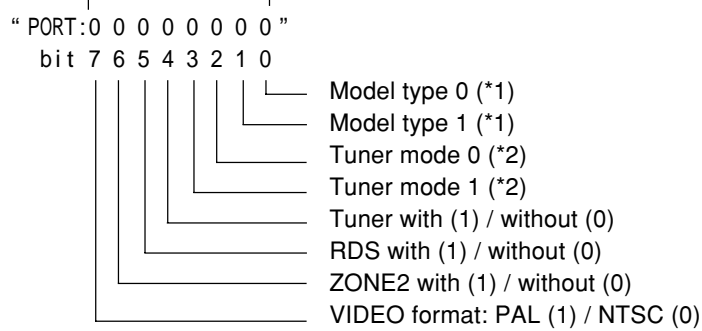 “ PORT:0 0 0 0 0 0 0 0 ”
bit 7 6 5 4 3 2 1 0
Model type 0 (*1)
Model type 1 (*1)
Tuner mode 0 (*2)
Tuner mode 1 (*2)
Tuner with (1) / without (0)
RDS with (1) / without (0)
ZONE2 with (1) / without (0)
VIDEO format: PAL (1) / NTSC (0)